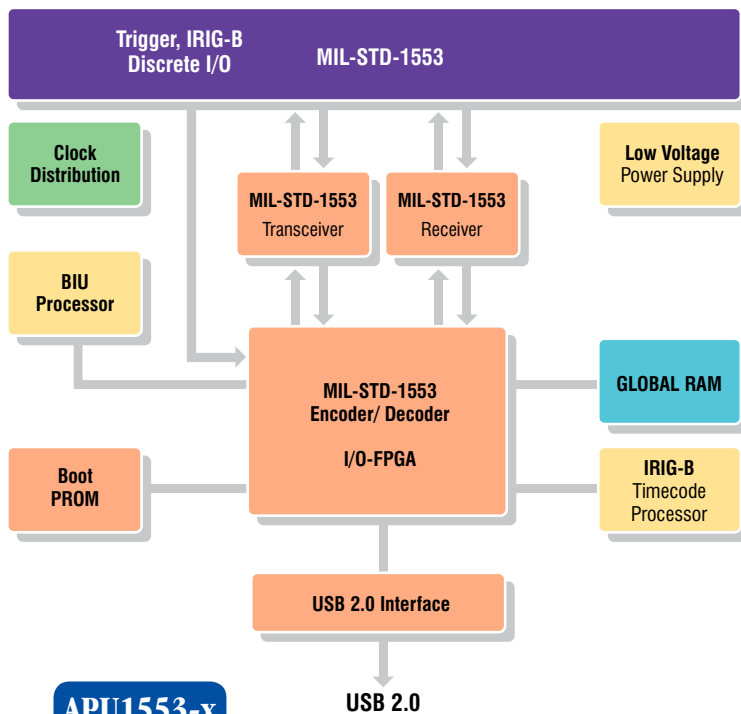 Trigger, IRIG-B
Discrete I/O
MIL-STD-1553
Clock
Distribution
MIL-STD-1553
Transceiver
MIL-STD-1553
Receiver
Low Voltage
Power Supply
BIU
Processor
MIL-STD-1553
Encoder/ Decoder
I/O-FPGA
GLOBAL RAM
Boot
PROM
IRIG-B
Timecode
Processor
USB 2.0 Interface
USB 2.0
APU1553-x